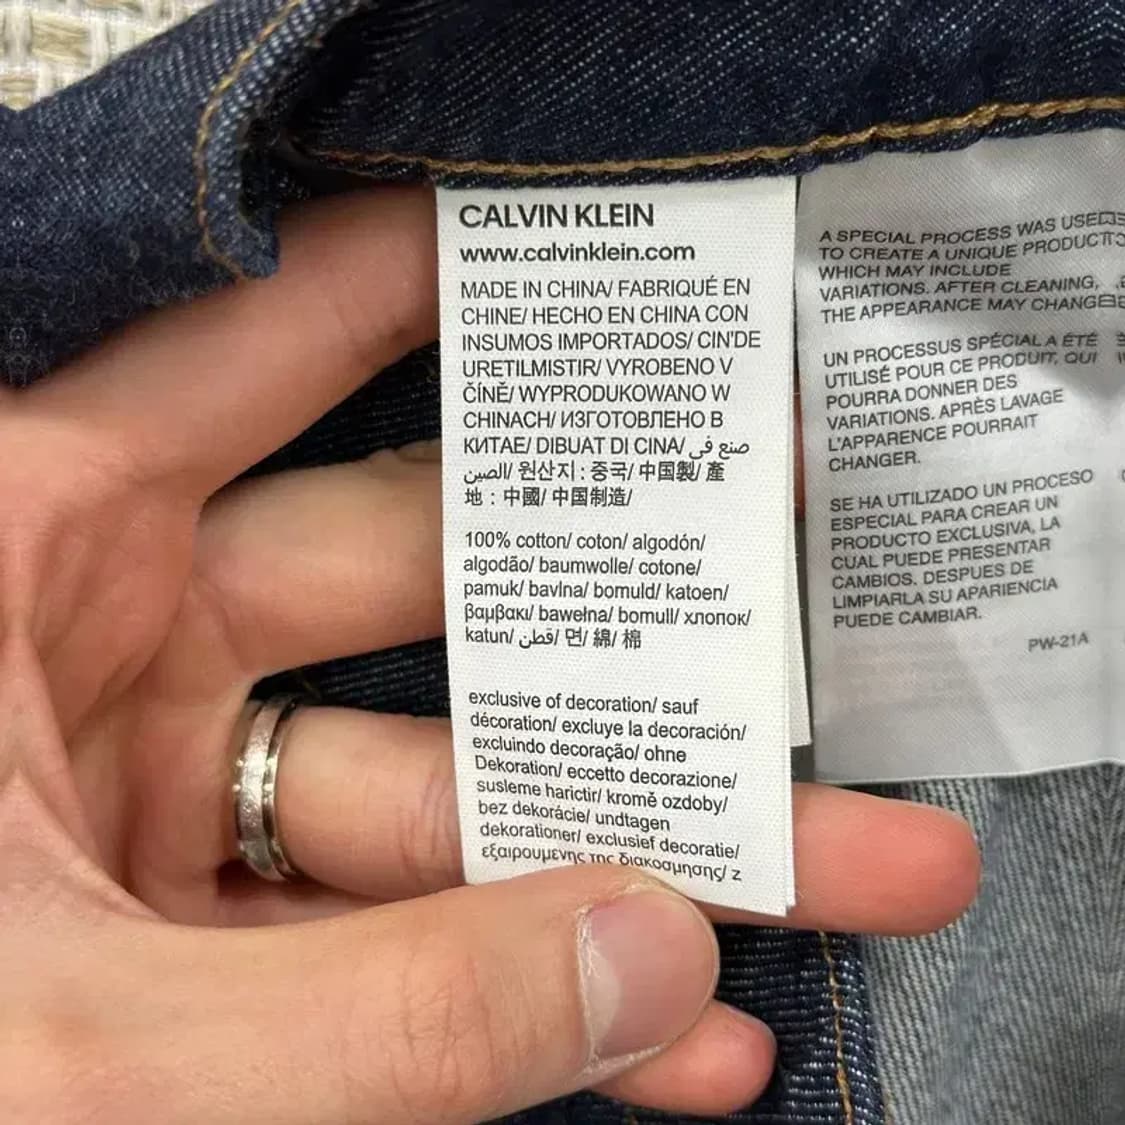 CALVIN KLEIN
www.calvinklein.com
MADE IN CHINA/ FABRIQUÉ EN
CHINE/ HECHO EN CHINA CON
INSUMOS IMPORTADOS/ CIN'DE
URETILMISTIR/ VYROBENO V
ČÍNĚ/ WYPRODUKOWANO W
CHINACH/ ИЗГОТОВЛЕНО В
КИТАЕ/ DIBUAT DI CINA/ صنع في
الصين/ 원산지 : 중국/ 中国製/ 產
地 : 中國/ 中国制造/
100% cotton/ coton/ algodón/
algodão/ baumwolle/ cotone/
pamuk/ bavlna/ bomuld/ katoen/
βαμβακι/ bawełna/ bomull/ хлопок/
katun/ قطن/ 면/ 綿/ 棉
exclusive of decoration/ sauf
décoration/ excluye la decoración/
excluindo decoração/ ohne
Dekoration/ eccetto decorazione/
susleme harictir/ kromě ozdoby/
bez dekorácie/ undtagen
dekorationer/ exclusief decoratie/
εξαιρουμενης της διακοσμησης/ z
A SPECIAL PROCESS WAS USED
TO CREATE A UNIQUE PRODUCT
WHICH MAY INCLUDE
VARIATIONS. AFTER CLEANING,
THE APPEARANCE MAY CHANGE
UN PROCESSUS SPÉCIAL A ÉTÉ
UTILISÉ POUR CE PRODUIT, QUI
POURRA DONNER DES
VARIATIONS. APRÈS LAVAGE
L'APPARENCE POURRAIT
CHANGER.
SE HA UTILIZADO UN PROCESO
ESPECIAL PARA CREAR UN
PRODUCTO EXCLUSIVA, LA
CUAL PUEDE PRESENTAR
CAMBIOS. DESPUES DE
LIMPIARLA SU APARIENCIA
PUEDE CAMBIAR.
PW-21A